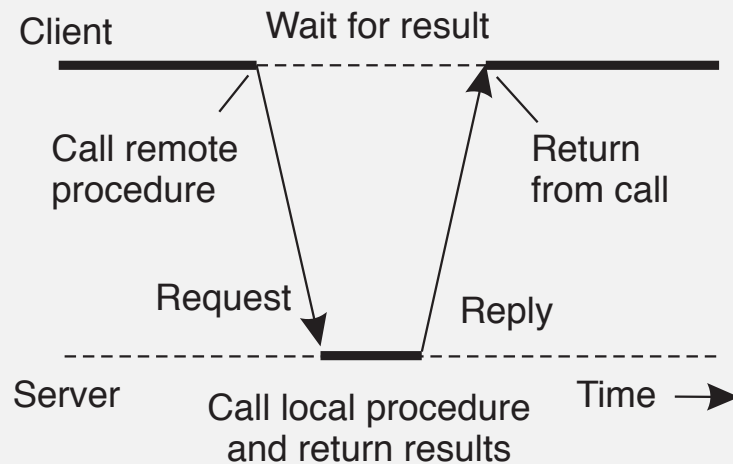 Client
Wait for result
Call remote
procedure
Return
from call
Request
Reply
Server
Call local procedure
and return results
Time